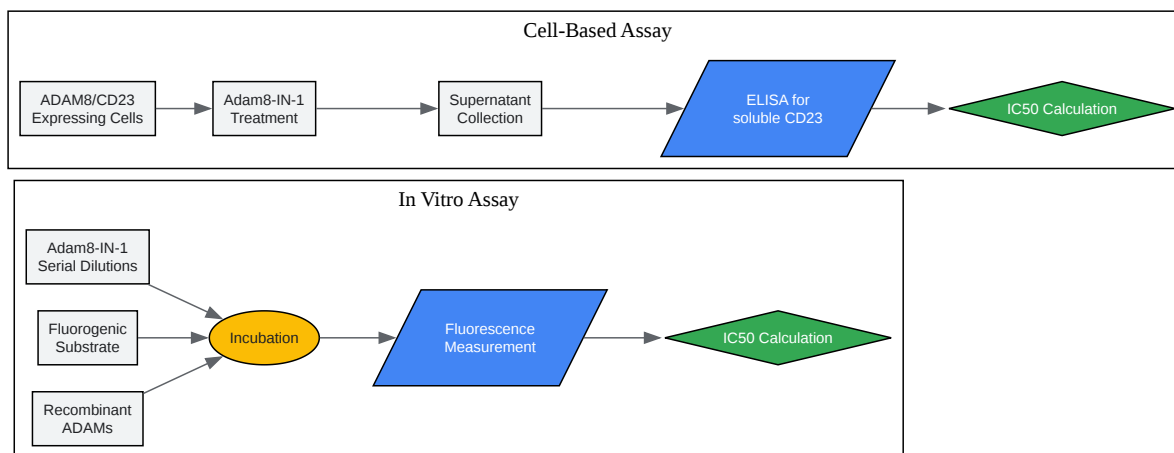 Cell-Based Assay
ADAM8/CD23
Expressing Cells
Adam8-IN-1
Treatment
Supernatant
Collection
ELISA for
soluble CD23
IC50 Calculation
In Vitro Assay
Adam8-IN-1
Serial Dilutions
Fluorogenic
Substrate
Recombinant
ADAMs
Incubation
Fluorescence
Measurement
IC50 Calculation